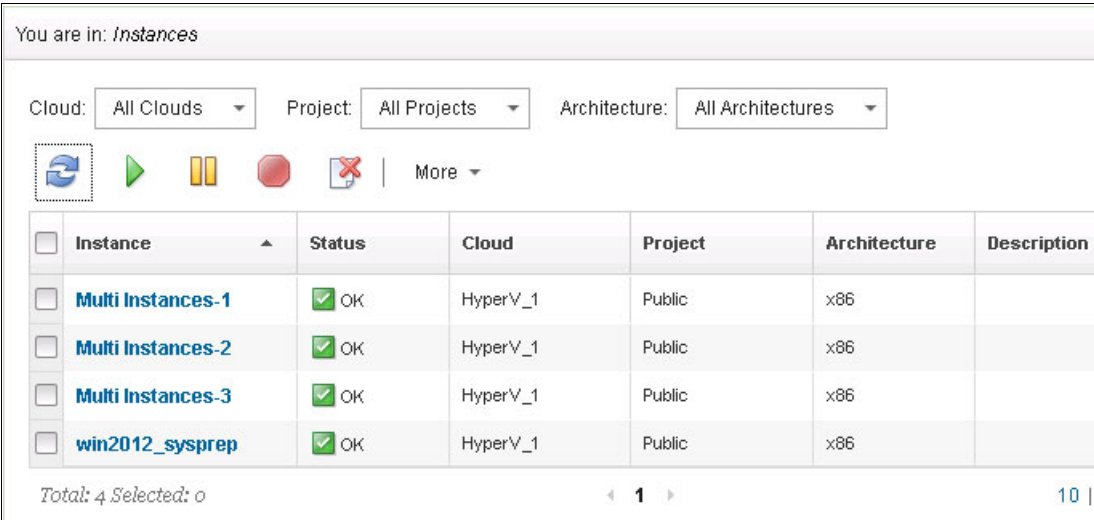 You are in: Instances
Cloud: All Clouds Project: All Projects Architecture: All Architectures
More
Instance Status Cloud Project Architecture Description
Multi Instances-1 OK HyperV_1 Public x86
Multi Instances-2 OK HyperV_1 Public x86
Multi Instances-3 OK HyperV_1 Public x86
win2012_sysprep OK HyperV_1 Public x86
Total: 4 Selected: 0 1 10 |